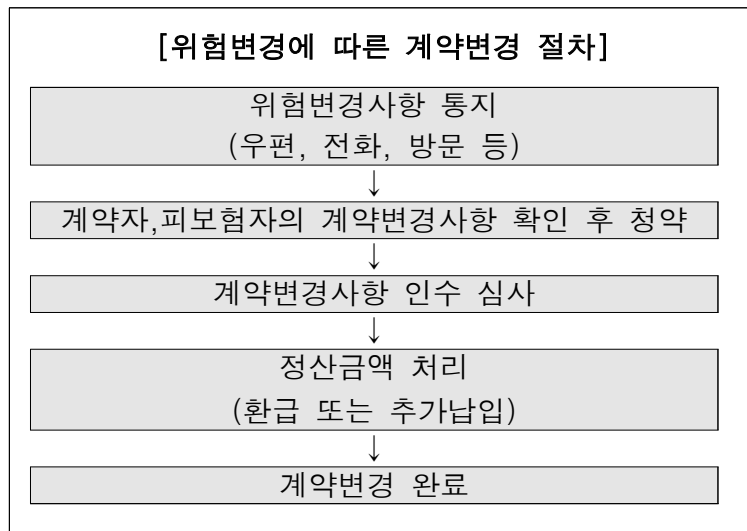 [위험변경에 따른 계약변경 절차]
위험변경사항 통지
(우편, 전화, 방문 등)
↓
계약자,피보험자의 계약변경사항 확인 후 청약
↓
계약변경사항 인수 심사
↓
정산금액 처리
(환급 또는 추가납입)
↓
계약변경 완료